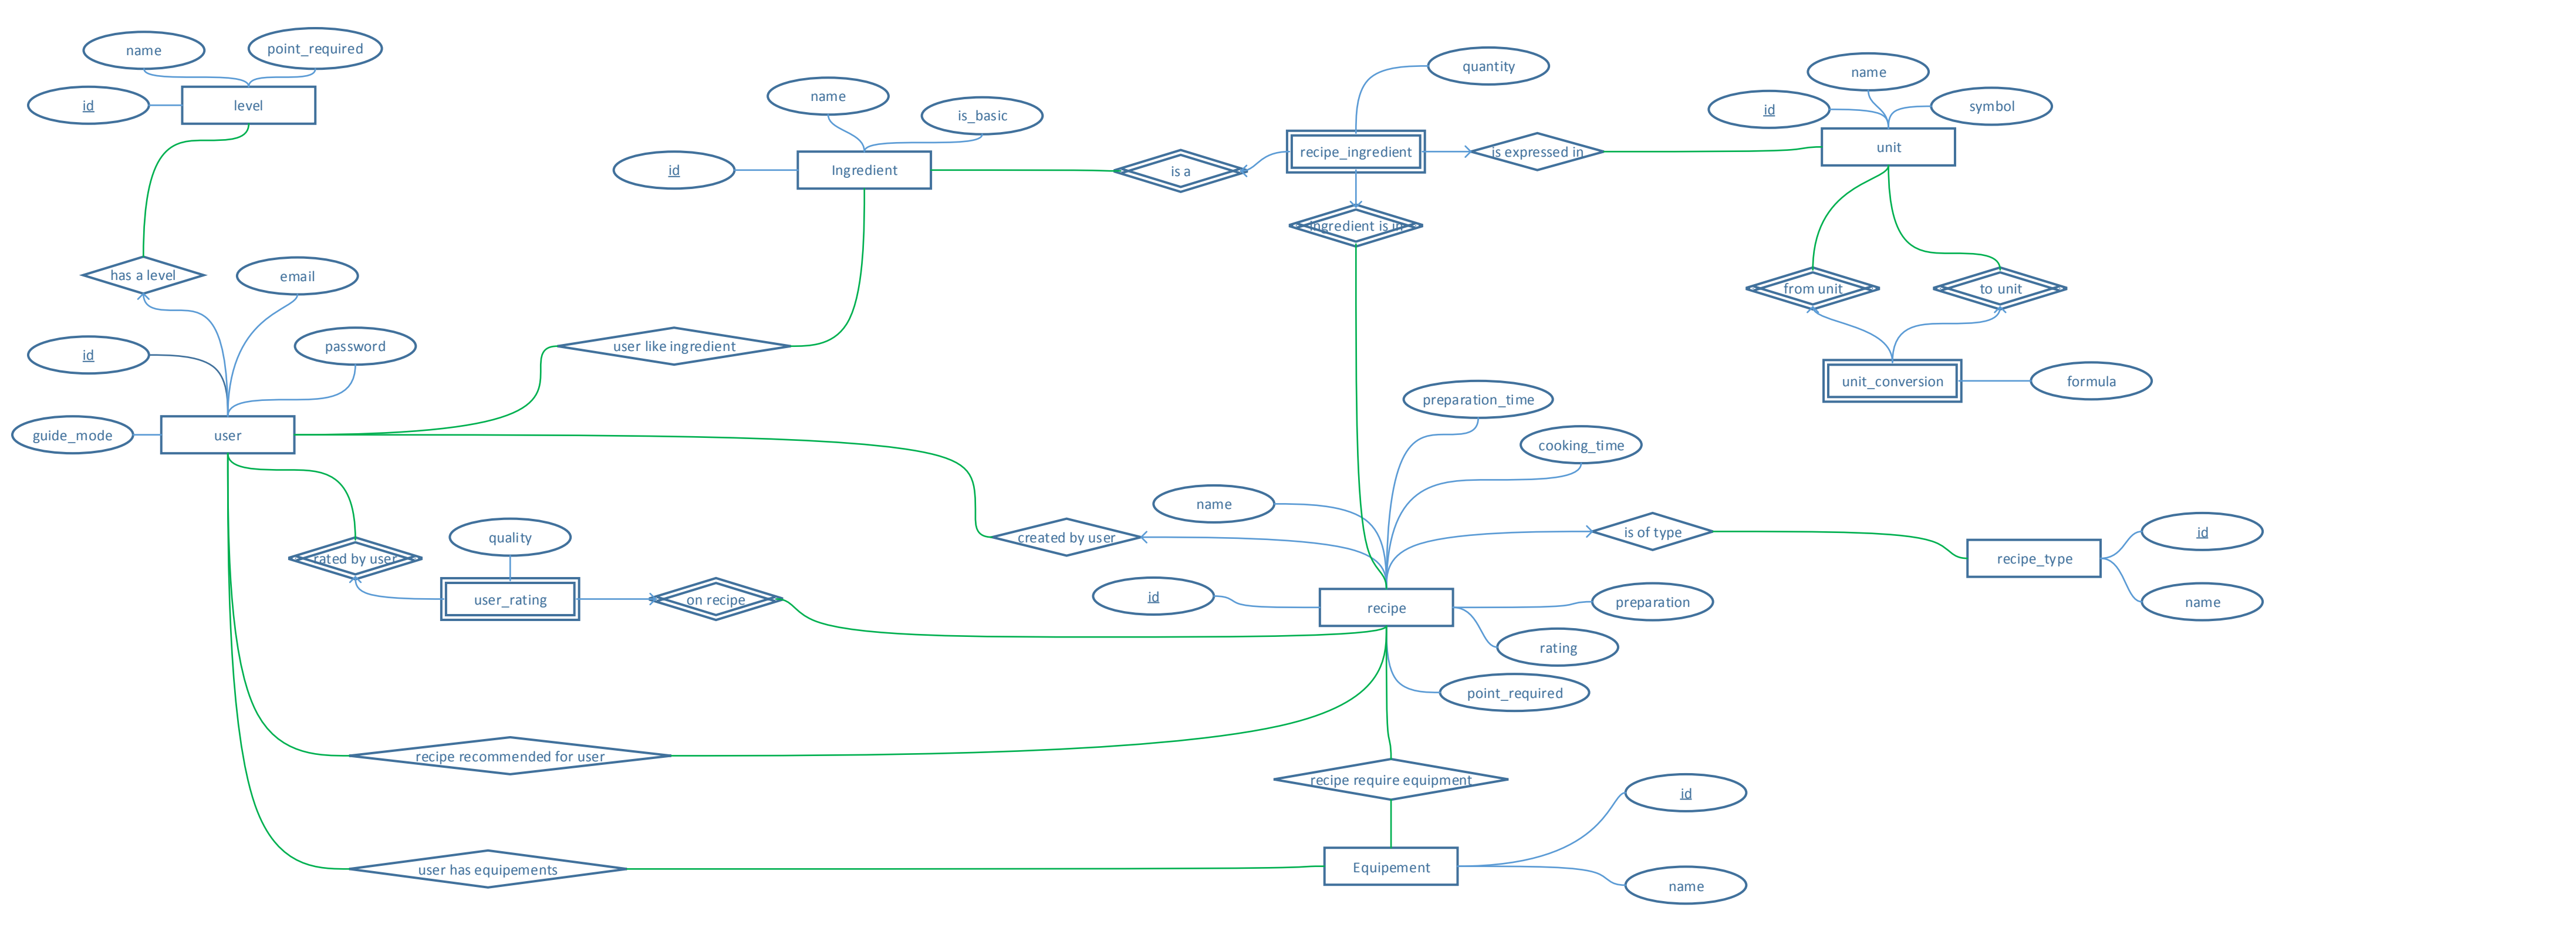 name
point_required
id
level
has a level
email
id
password
guide_mode
user
name
is_basic
id
Ingredient
is a
quantity
recipe_ingredient
is expressed in
ingredient is in
name
id
symbol
unit
from unit
to unit
unit_conversion
formula
user like ingredient
rated by user
quality
user_rating
on recipe
created by user
preparation_time
cooking_time
name
is of type
id
recipe_type
name
id
recipe
preparation
rating
point_required
recipe recommended for user
recipe require equipment
user has equipements
Equipement
id
name